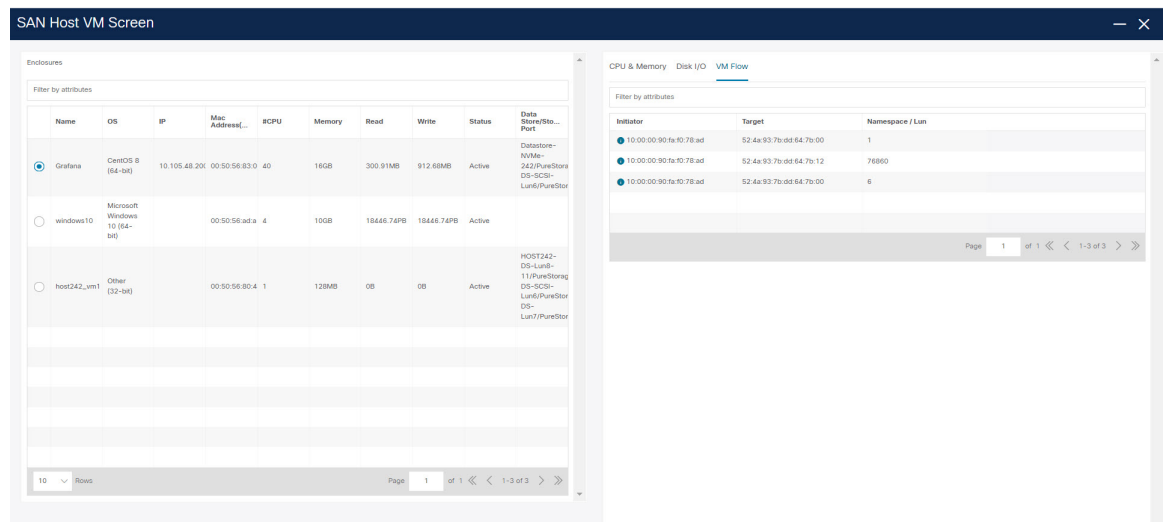 SAN Host VM Screen
Enclosures
Filter by attributes
Name OS IP Mac Address(... #CPU Memory Read Write Status Data Store/Sto... Port
Grafana CentOS 8 (64-bit) 10.105.48.200 00:50:56:83:0 40 16GB 300.91MB 912.68MB Active Datastore-NVMe-242/PureStora DS-SCSI-Lun6/PureStor
windows10 Microsoft Windows 10 (64-bit) 00:50:56:ad:a 4 10GB 18446.74PB 18446.74PB Active
host242_vm1 Other (32-bit) 00:50:56:80:4 1 128MB 0B 0B Active HOST242-DS-Lun8-11/PureStorag DS-SCSI-Lun6/PureStor DS-Lun7/PureStor
10 Rows Page 1 of 1 1-3 of 3
CPU & Memory Disk I/O VM Flow
Filter by attributes
Initiator Target Namespace / Lun
10:00:00:90:fa:f0:78:ad 52:4a:93:7b:dd:64:7b:00 1
10:00:00:90:fa:f0:78:ad 52:4a:93:7b:dd:64:7b:12 76860
10:00:00:90:fa:f0:78:ad 52:4a:93:7b:dd:64:7b:00 6
Page 1 of 1 1-3 of 3